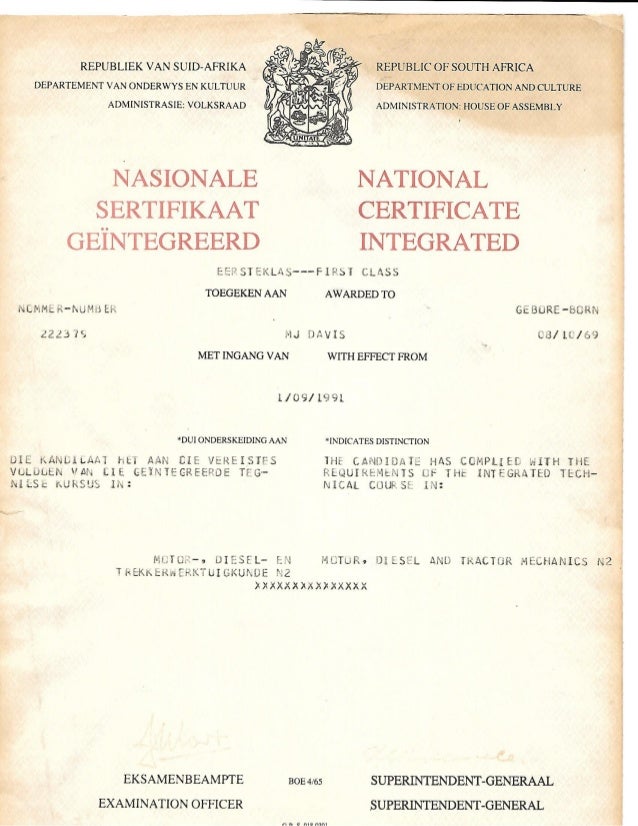 REPUBLIEK VAN SUID-AFRIKA
DEPARTEMENT VAN ONDERWYS EN KULTUUR
ADMINISTRASIE: VOLKSRAAD
REPUBLIC OF SOUTH AFRICA
DEPARTMENT OF EDUCATION AND CULTURE
ADMINISTRATION: HOUSE OF ASSEMBLY
UNITATE
NASIONALE
SERTIFIKAAT
GEÏNTEGREERD
NATIONAL
CERTIFICATE
INTEGRATED
EERSTEKLAS---FIRST CLASS
TOEGEKEN AAN AWARDED TO
NOMMER-NUMBER GEBORE-BORN
222375 MJ DAVIS 08/10/69
MET INGANG VAN WITH EFFECT FROM
1/09/1991
*DUI ONDERSKEIDING AAN *INDICATES DISTINCTION
DIE KANDIDAAT HET AAN DIE VEREISTES
VOLDOEN VAN DIE GEÏNTEGREERDE TEG-
NIESE KURSUS IN:
THE CANDIDATE HAS COMPLIED WITH THE
REQUIREMENTS OF THE INTEGRATED TECH-
NICAL COURSE IN:
MOTOR-, DIESEL- EN
TREKKERWERKTUIGKUNDE N2
MOTOR, DIESEL AND TRACTOR MECHANICS N2
XXXXXXXXXXXXXXX
EKSAMENBEAMPTE BOE 4/65 SUPERINTENDENT-GENERAAL
EXAMINATION OFFICER SUPERINTENDENT-GENERAL